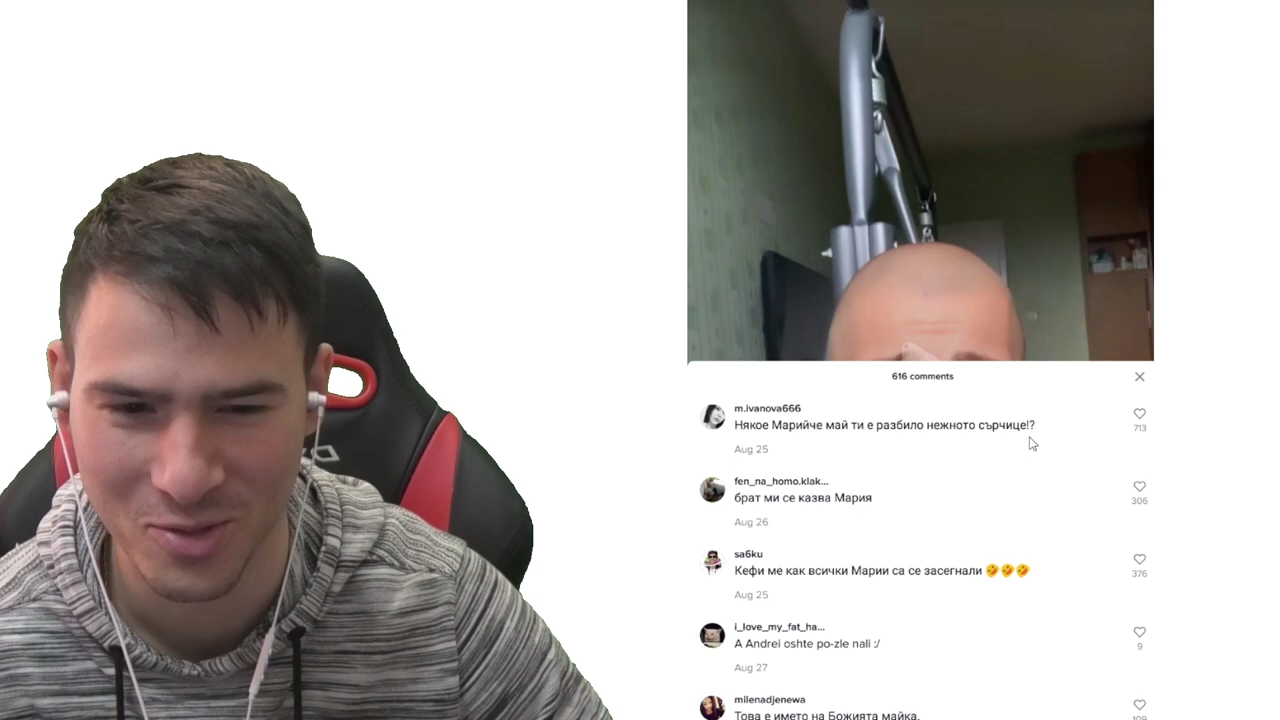 616 comments
m.ivanova666
Някое Марийче май ти е разбило нежното сърчице!?
713
Aug 25
fen_na_homo.klak...
брат ми се казва Мария
306
Aug 26
sa6ku
Кефи ме как всички Марии са се засегнали 🤣🤣🤣
376
Aug 25
i_love_my_fat_ha...
A Andrei oshte po-zle nali :/
9
Aug 27
milenadjenewa
Това е името на Божията майка.
109